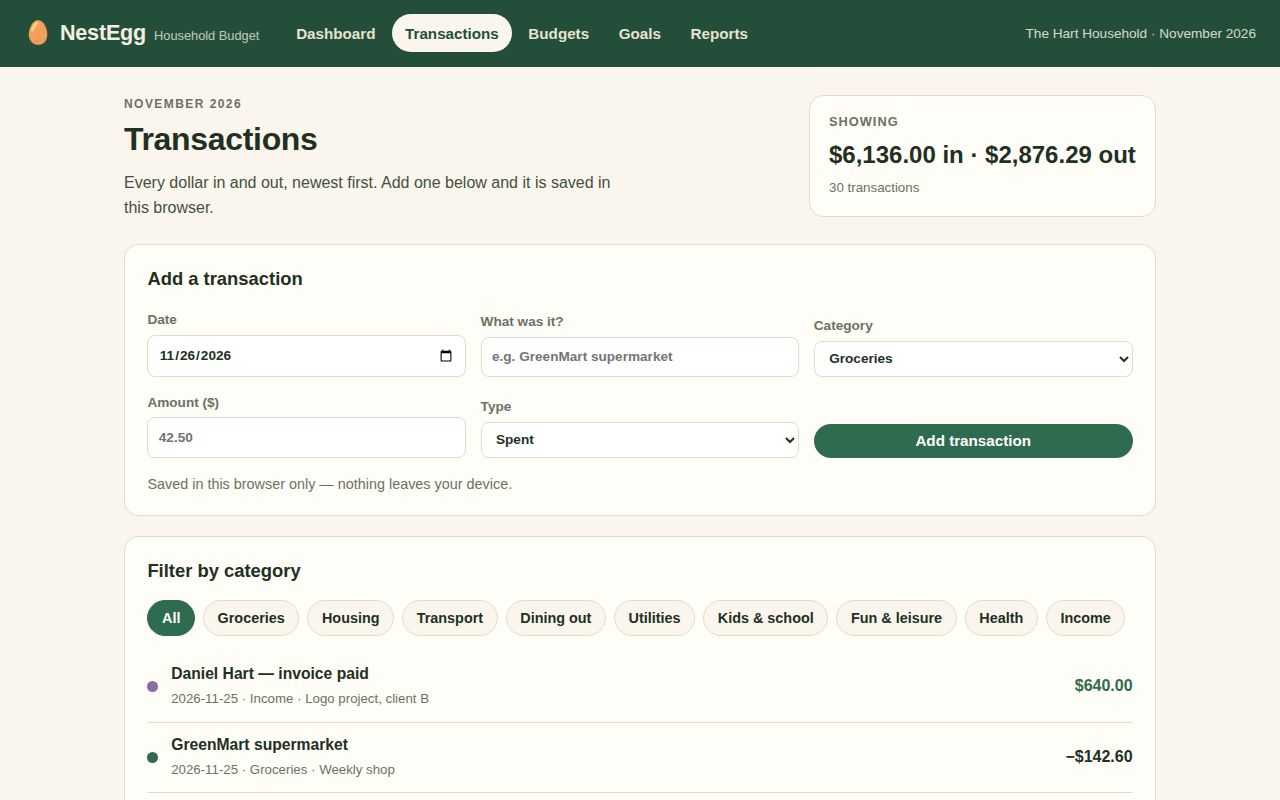 NestEgg Household Budget
Dashboard
Transactions
Budgets
Goals
Reports
The Hart Household · November 2026
NOVEMBER 2026
Transactions
Every dollar in and out, newest first. Add one below and it is saved in
this browser.
SHOWING
$6,136.00 in · $2,876.29 out
30 transactions
Add a transaction
Date
11/26/2026
What was it?
e.g. GreenMart supermarket
Category
Groceries
Amount ($)
42.50
Type
Spent
Add transaction
Saved in this browser only — nothing leaves your device.
Filter by category
All
Groceries
Housing
Transport
Dining out
Utilities
Kids & school
Fun & leisure
Health
Income
Daniel Hart — invoice paid
2026-11-25 · Income · Logo project, client B
$640.00
GreenMart supermarket
2026-11-25 · Groceries · Weekly shop
−$142.60